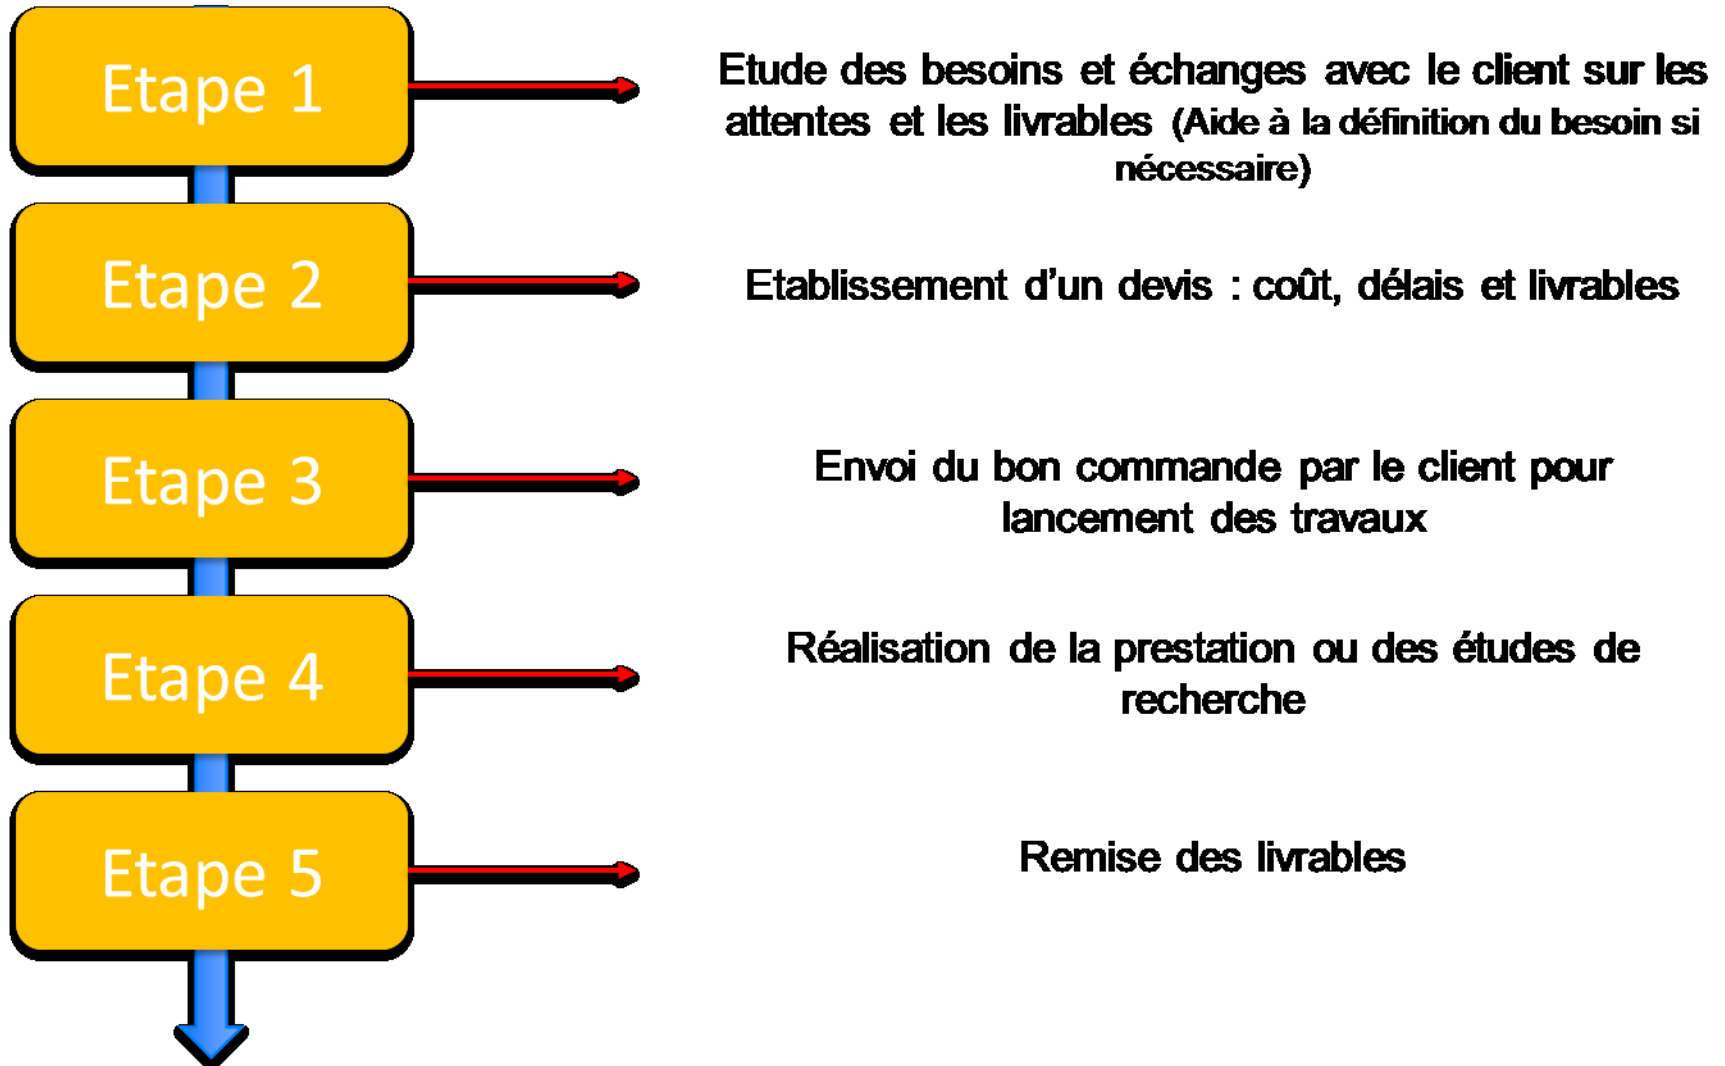 Etape 1
Etude des besoins et échanges avec le client sur les
attentes et les livrables (Aide à la définition du besoin si
nécessaire)
Etape 2
Etablissement d'un devis : coût, délais et livrables
Etape 3
Envoi du bon commande par le client pour
lancement des travaux
Etape 4
Réalisation de la prestation ou des études de
recherche
Etape 5
Remise des livrables